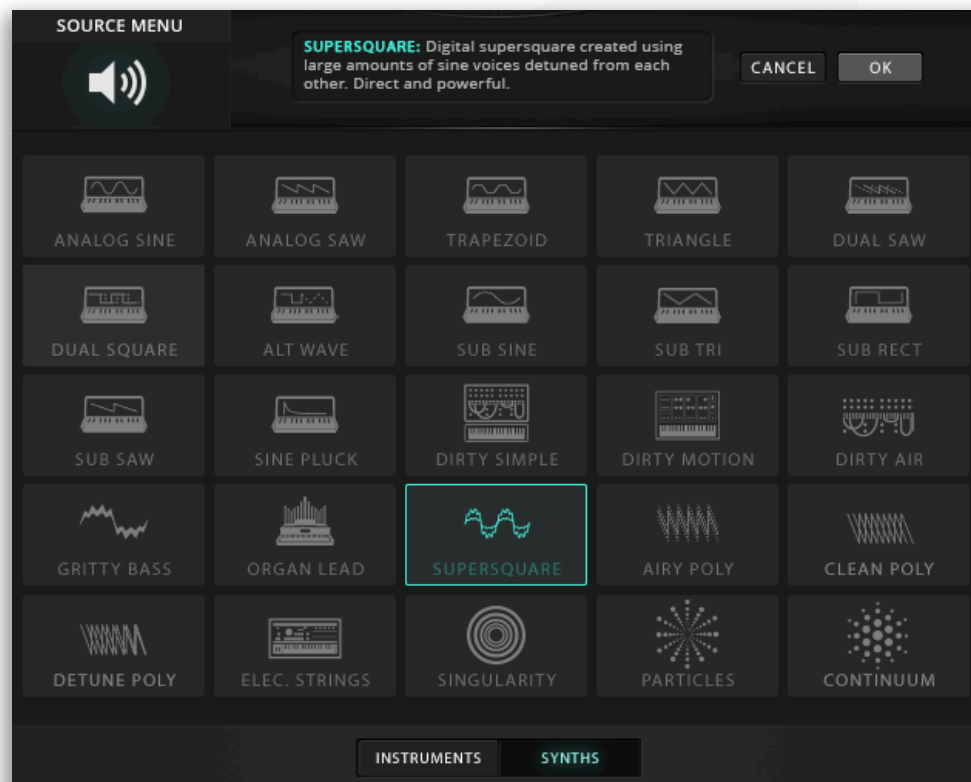 SOURCE MENU
SUPERSQUARE: Digital supersquare created using
large amounts of sine voices detuned from each
other. Direct and powerful.
CANCEL OK
ANALOG SINE ANALOG SAW TRAPEZOID TRIANGLE DUAL SAW
DUAL SQUARE ALT WAVE SUB SINE SUB TRI SUB RECT
SUB SAW SINE PLUCK DIRTY SIMPLE DIRTY MOTION DIRTY AIR
GRITTY BASS ORGAN LEAD SUPERSQUARE AIRY POLY CLEAN POLY
DETUNE POLY ELEC. STRINGS SINGULARITY PARTICLES CONTINUUM
INSTRUMENTS SYNTHS